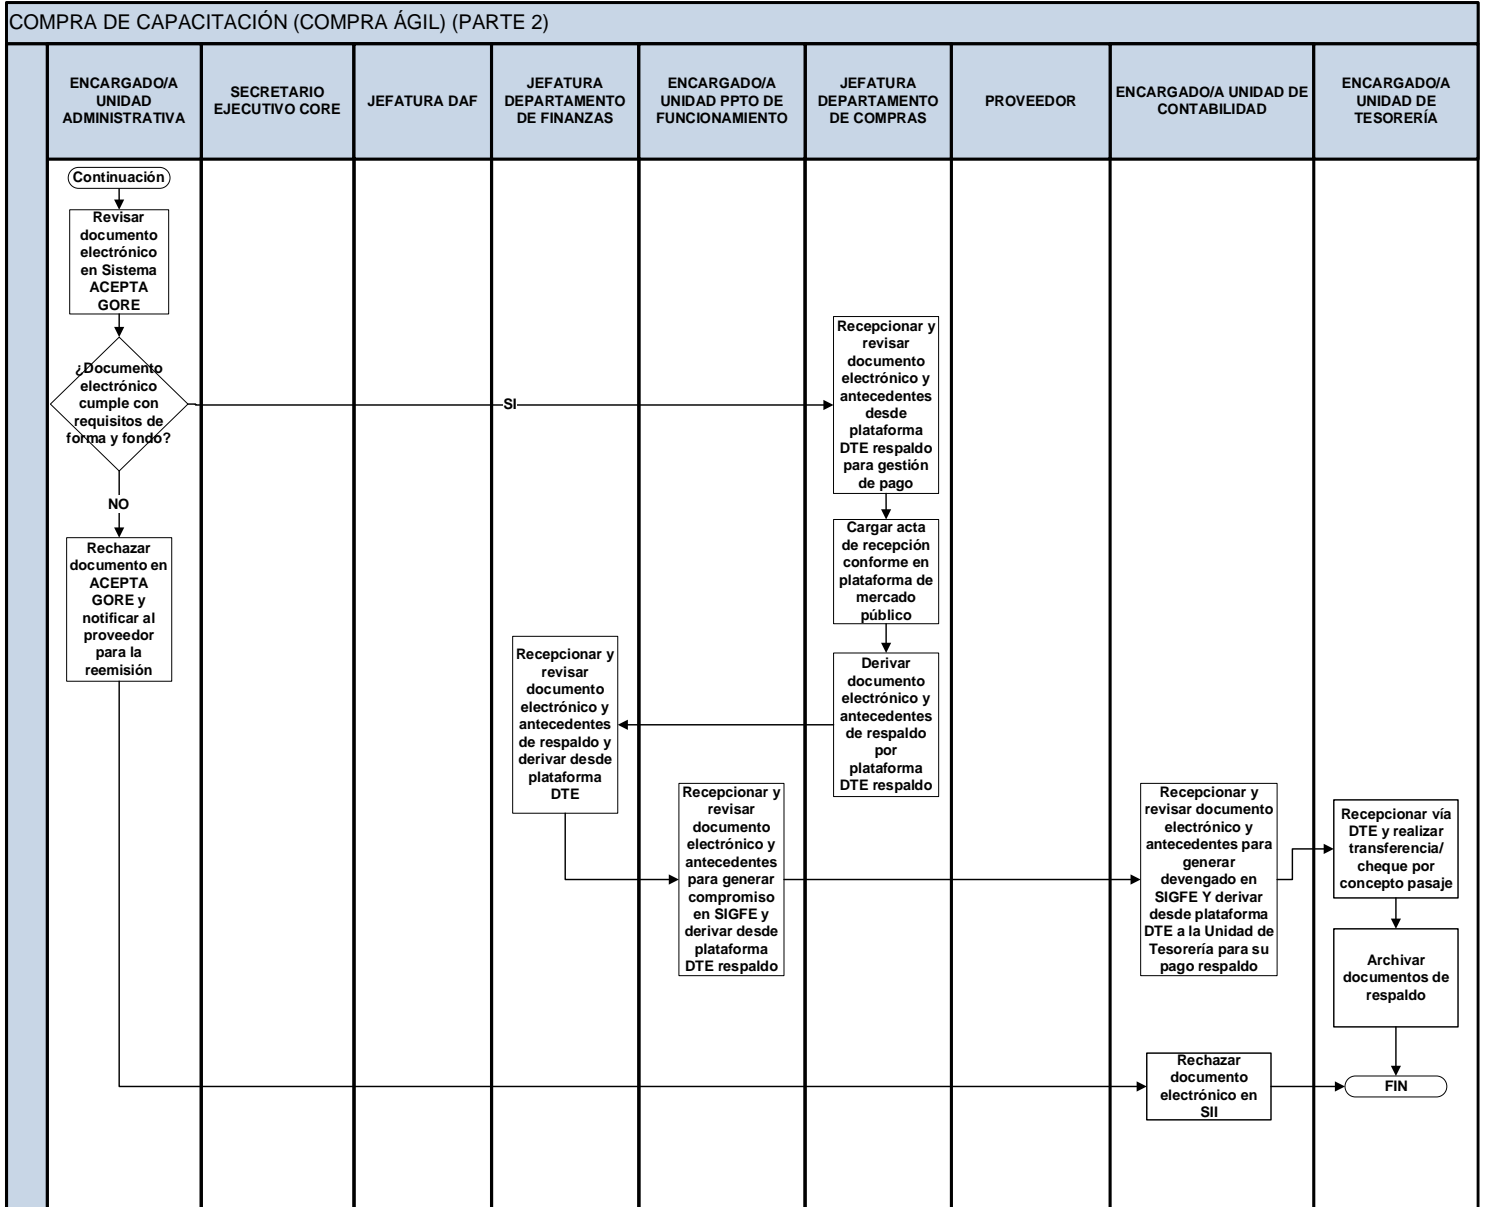 COMPRA DE CAPACITACIÓN (COMPRA ÁGIL) (PARTE 2)
ENCARGADO/A
UNIDAD
ADMINISTRATIVA
SECRETARIO
EJECUTIVO CORE
JEFATURA DAF
JEFATURA
DEPARTAMENTO
DE FINANZAS
ENCARGADO/A
UNIDAD PPTO DE
FUNCIONAMIENTO
JEFATURA
DEPARTAMENTO
DE COMPRAS
PROVEEDOR
ENCARGADO/A UNIDAD DE
CONTABILIDAD
ENCARGADO/A
UNIDAD DE
TESORERÍA
Continuación
Revisar
documento
electrónico
en Sistema
ACEPTA
GORE
¿Documento
electrónico
cumple con
requisitos de
forma y fondo?
SI
NO
Rechazar
documento en
ACEPTA
GORE y
notificar al
proveedor
para la
reemisión
Recepcionar y
revisar
documento
electrónico y
antecedentes
desde
plataforma
DTE respaldo
para gestión
de pago
Cargar acta
de recepción
conforme en
plataforma de
mercado
público
Derivar
documento
electrónico y
antecedentes
de respaldo
por
plataforma
DTE respaldo
Recepcionar y
revisar
documento
electrónico y
antecedentes
de respaldo y
derivar desde
plataforma
DTE
Recepcionar y
revisar
documento
electrónico y
antecedentes
para generar
compromiso
en SIGFE y
derivar desde
plataforma
DTE respaldo
Recepcionar y
revisar documento
electrónico y
antecedentes para
generar
devengado en
SIGFE Y derivar
desde plataforma
DTE a la Unidad de
Tesorería para su
pago respaldo
Recepcionar vía
DTE y realizar
transferencia/
cheque por
concepto pasaje
Archivar
documentos de
respaldo
Rechazar
documento
electrónico en
SII
FIN